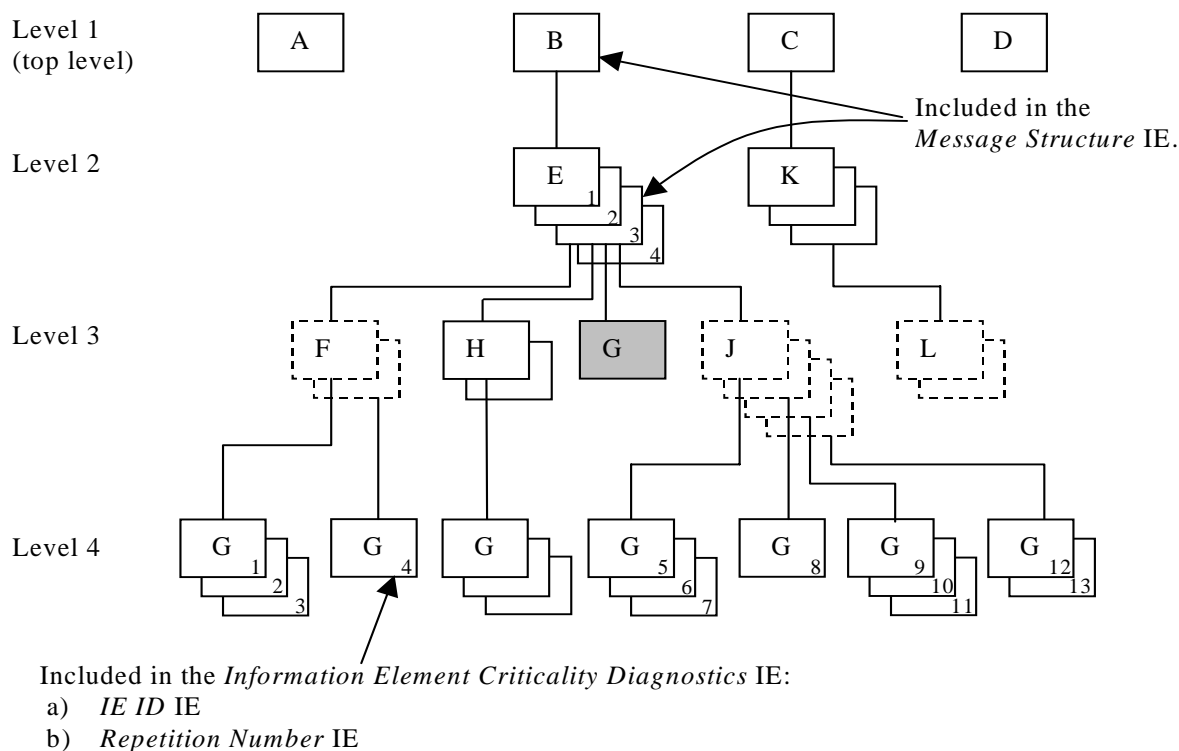 Level 1
(top level)
A
B
C
D
Included in the
Message Structure IE.
Level 2
E
1
2
3
4
K
Level 3
F
H
G
J
L
Level 4
G
1
2
3
G
4
G
G
5
6
7
G
8
G
9
10
11
G
12
13
Included in the Information Element Criticality Diagnostics IE:
a) IE ID IE
b) Repetition Number IE